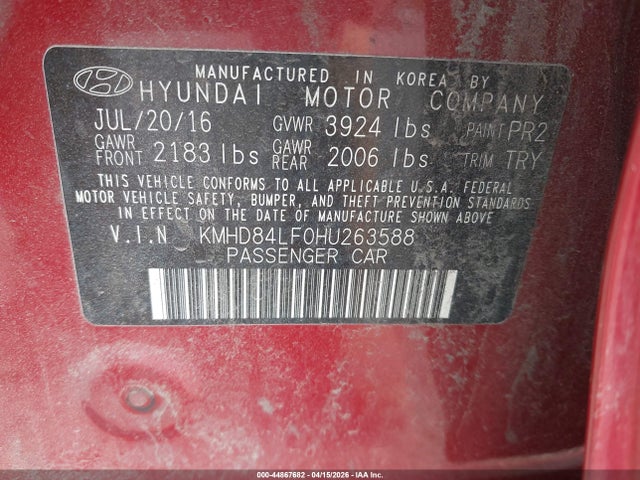 MANUFACTURED IN KOREA BY
HYUNDAI MOTOR COMPANY
JUL/20/16 GVWR 3924 lbs PAINT PR2
GAWR FRONT 2183 lbs GAWR REAR 2006 lbs TRIM TRY
THIS VEHICLE CONFORMS TO ALL APPLICABLE U.S.A. FEDERAL
MOTOR VEHICLE SAFETY, BUMPER, AND THEFT PREVENTION STANDARDS
IN EFFECT ON THE DATE OF MANUFACTURE SHOWN ABOVE
V.I.N KMHD84LF0HU263588
PASSENGER CAR
000-44867682 - 04/15/2026 - IAA Inc.